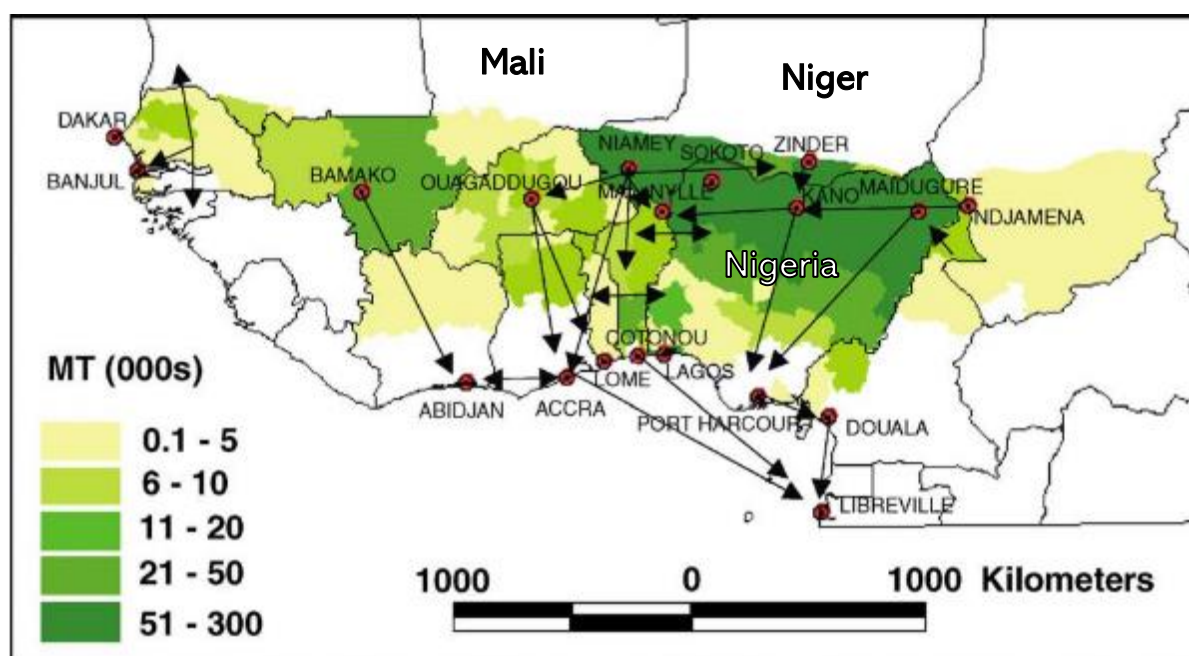 Mali
Niger
DAKAR
BANJUL
BAMAKO
OUAGADDUGOU
NIAMEY
SOKOTO
ZINDER
KANO
MAIDUGURE
NDJAMENA
Nigeria
COTONOU
LOME
LAGOS
ABIDJAN
ACCRA
PORT HARCOURT
DOUALA
LIBREVILLE
MT (000s)
0.1 - 5
6 - 10
11 - 20
21 - 50
51 - 300
1000 0 1000 Kilometers